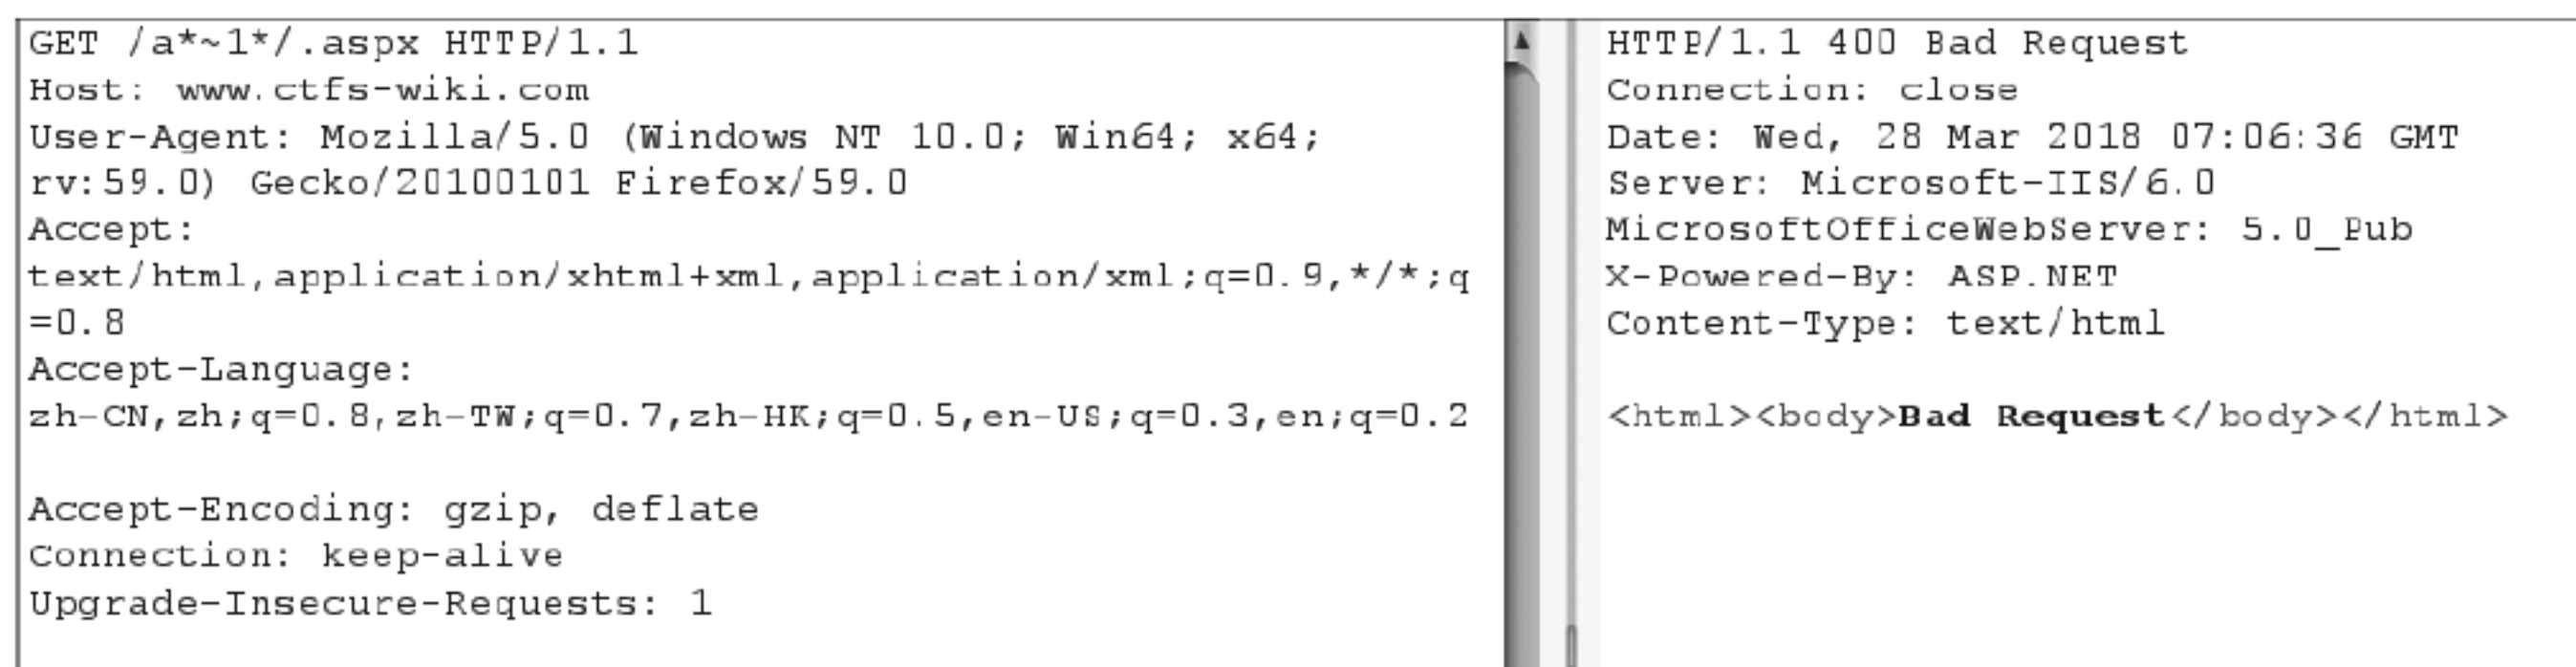 GET /a*~1*/.aspx HTTP/1.1
Host: www.ctfs-wiki.com
User-Agent: Mozilla/5.0 (Windows NT 10.0; Win64; x64;
rv:59.0) Gecko/20100101 Firefox/59.0
Accept:
text/html,application/xhtml+xml,application/xml;q=0.9,*/*;q
=0.8
Accept-Language:
zh-CN,zh;q=0.8,zh-TW;q=0.7,zh-HK;q=0.5,en-US;q=0.3,en;q=0.2
Accept-Encoding: gzip, deflate
Connection: keep-alive
Upgrade-Insecure-Requests: 1
HTTP/1.1 400 Bad Request
Connection: close
Date: Wed, 28 Mar 2018 07:06:36 GMT
Server: Microsoft-IIS/6.0
MicrosoftOfficeWebServer: 5.0_Pub
X-Powered-By: ASP.NET
Content-Type: text/html
<html><body>Bad Request</body></html>